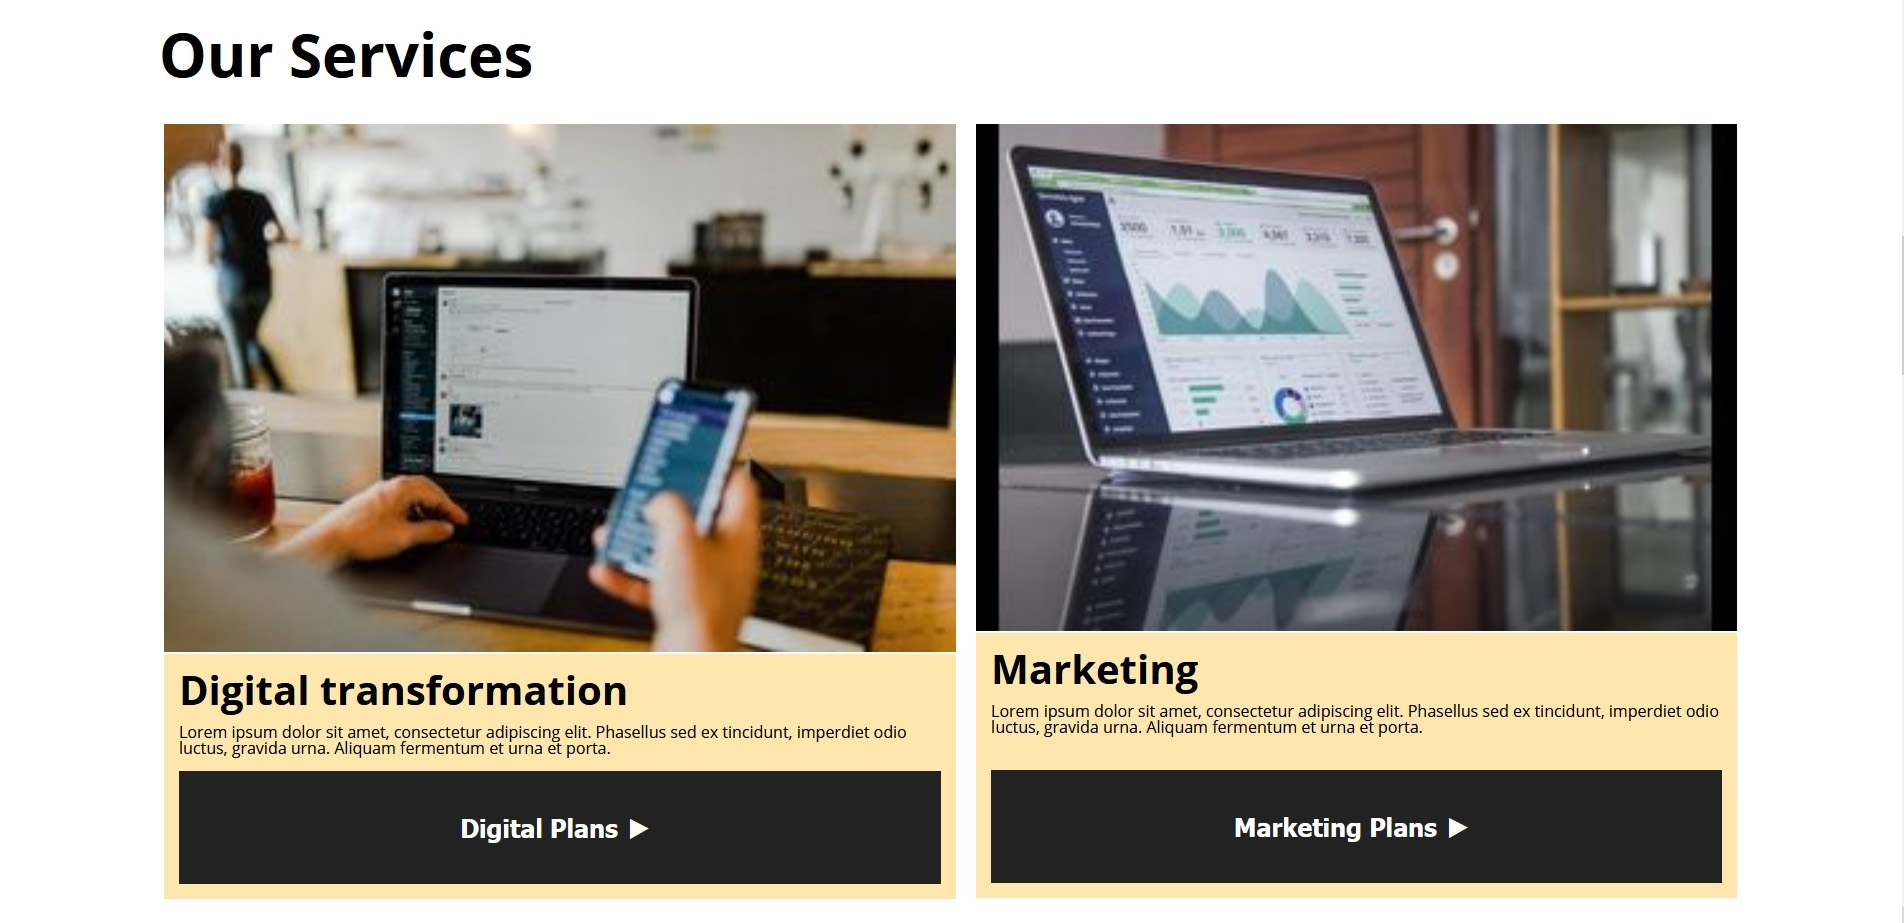 Our Services
Digital transformation
Lorem ipsum dolor sit amet, consectetur adipiscing elit. Phasellus sed ex tincidunt, imperdiet odio
luctus, gravida urna. Aliquam fermentum et urna et porta.
Digital Plans ▶
Marketing
Lorem ipsum dolor sit amet, consectetur adipiscing elit. Phasellus sed ex tincidunt, imperdiet odio
luctus, gravida urna. Aliquam fermentum et urna et porta.
Marketing Plans ▶